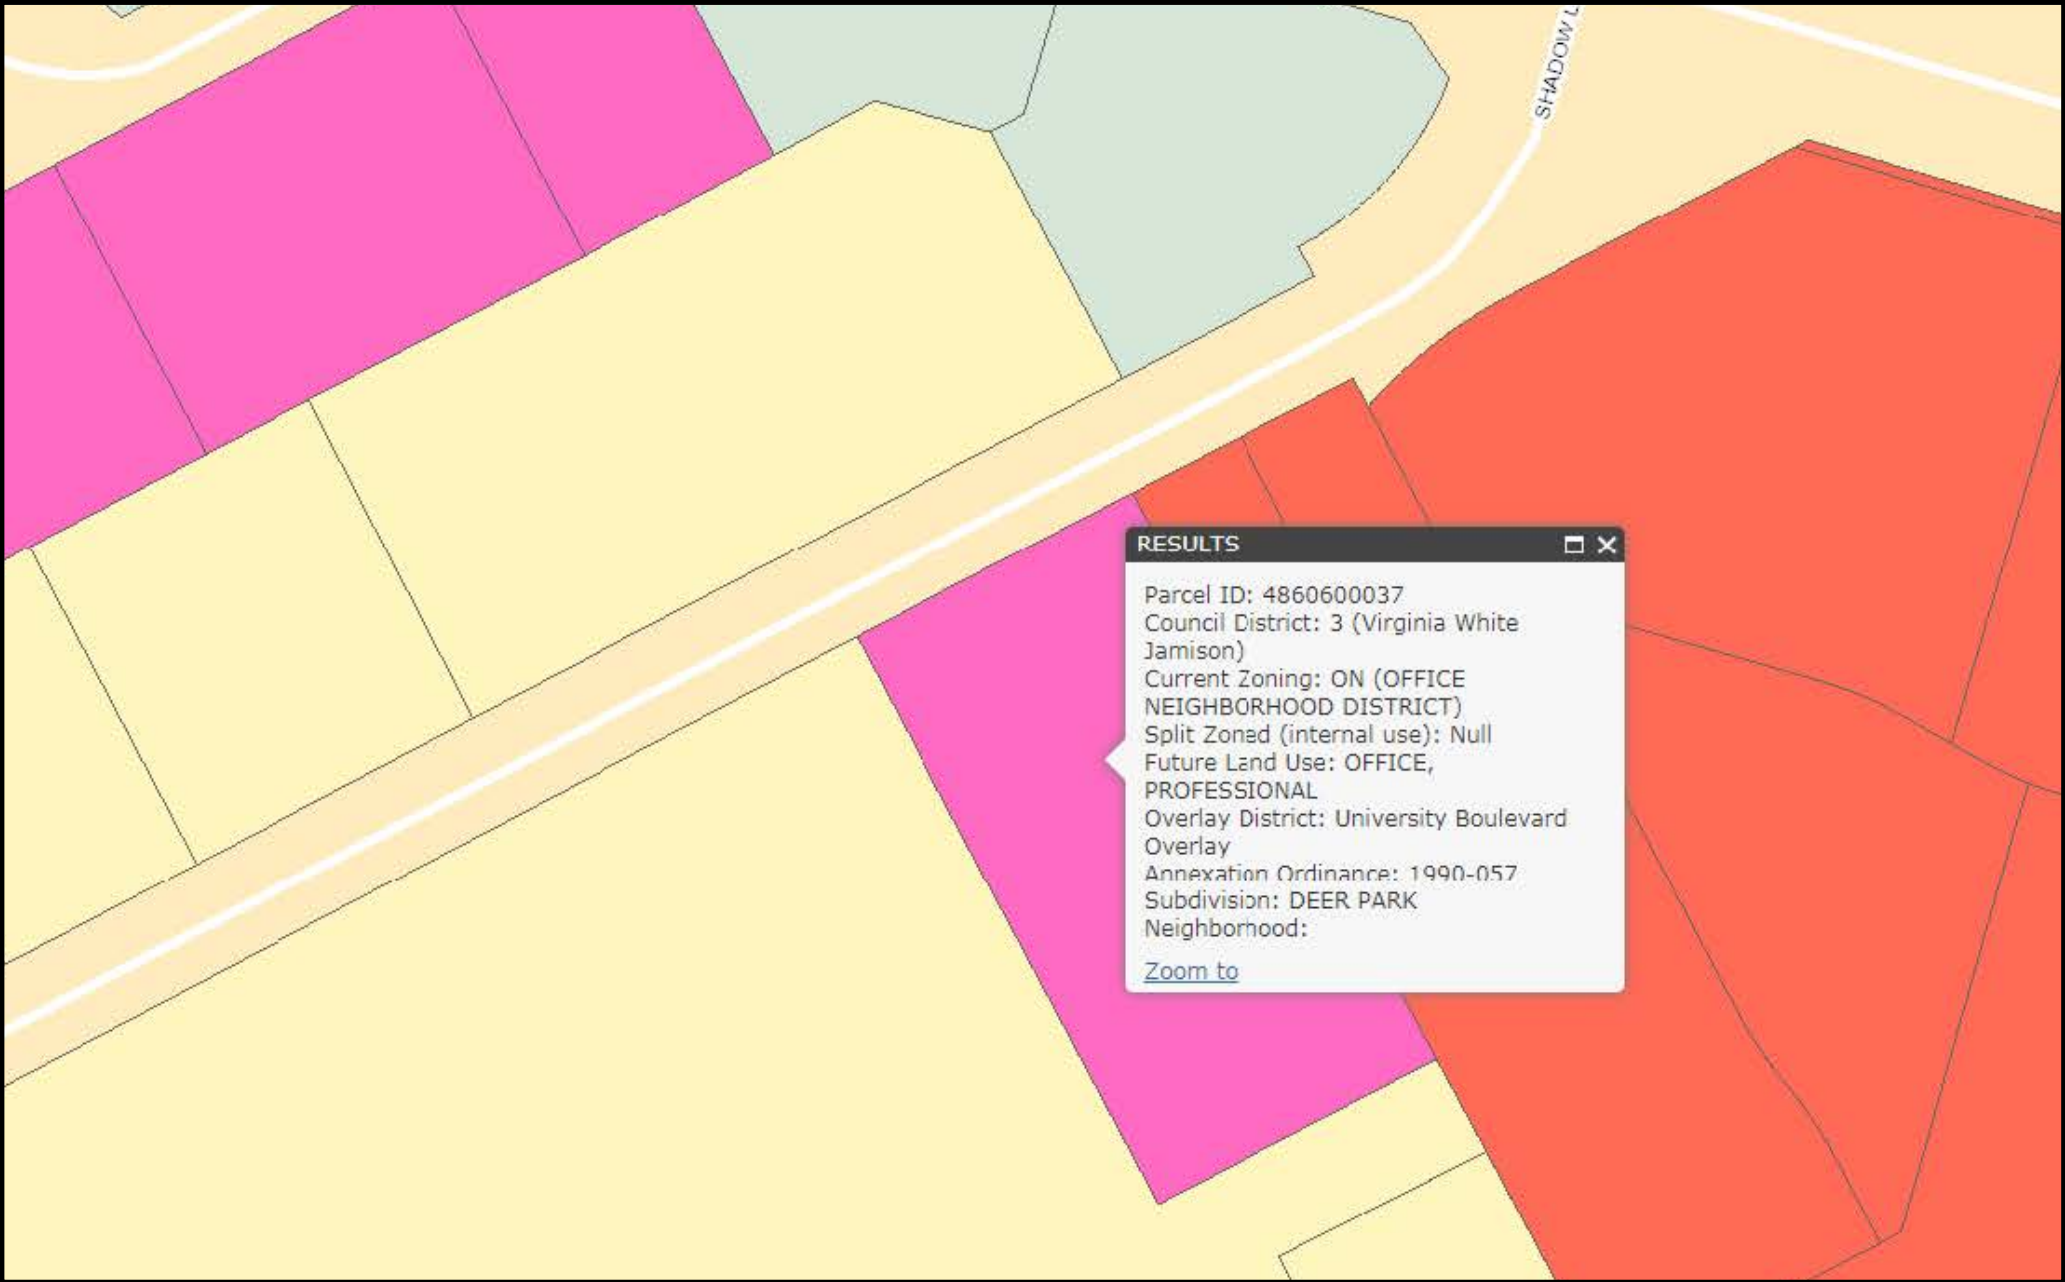 SHADOW L
RESULTS
Parcel ID: 4860600037
Council District: 3 (Virginia White
Jamison)
Current Zoning: ON (OFFICE
NEIGHBORHOOD DISTRICT)
Split Zoned (internal use): Null
Future Land Use: OFFICE,
PROFESSIONAL
Overlay District: University Boulevard
Overlay
Annexation Ordinance: 1990-057
Subdivision: DEER PARK
Neighborhood:
Zoom to